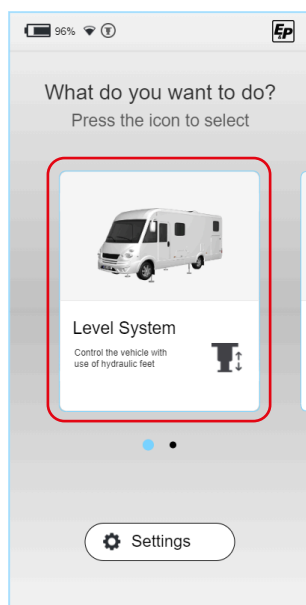 96%
EP
What do you want to do?
Press the icon to select
Level System
Control the vehicle with
use of hydraulic feet
Settings